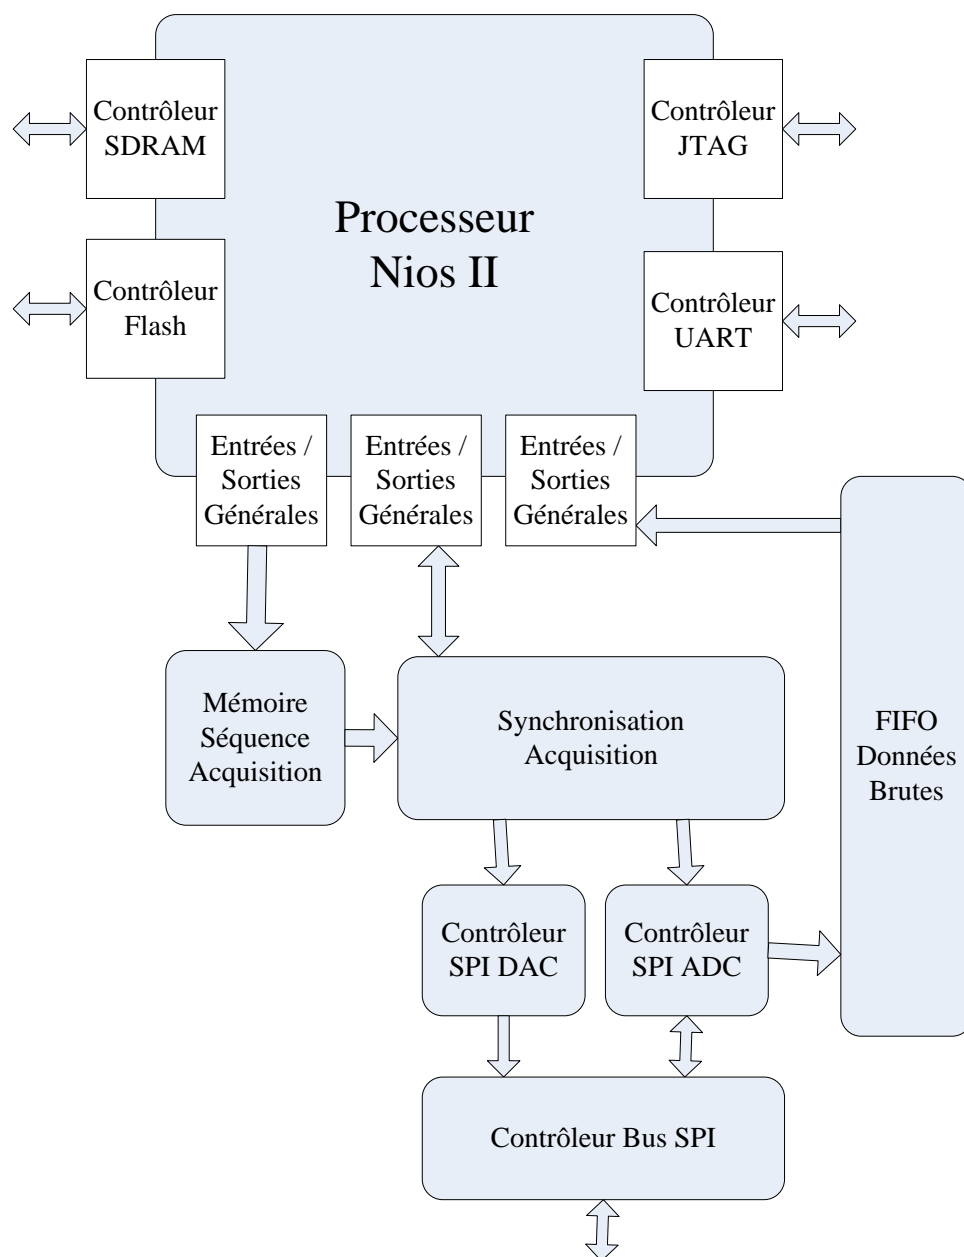 Contrôleur
SDRAM
Contrôleur
JTAG
Processeur
Nios II
Contrôleur
Flash
Contrôleur
UART
Entrées /
Sorties
Générales
Entrées /
Sorties
Générales
Entrées /
Sorties
Générales
Mémoire
Séquence
Acquisition
Synchronisation
Acquisition
FIFO
Données
Brutes
Contrôleur
SPI DAC
Contrôleur
SPI ADC
Contrôleur Bus SPI